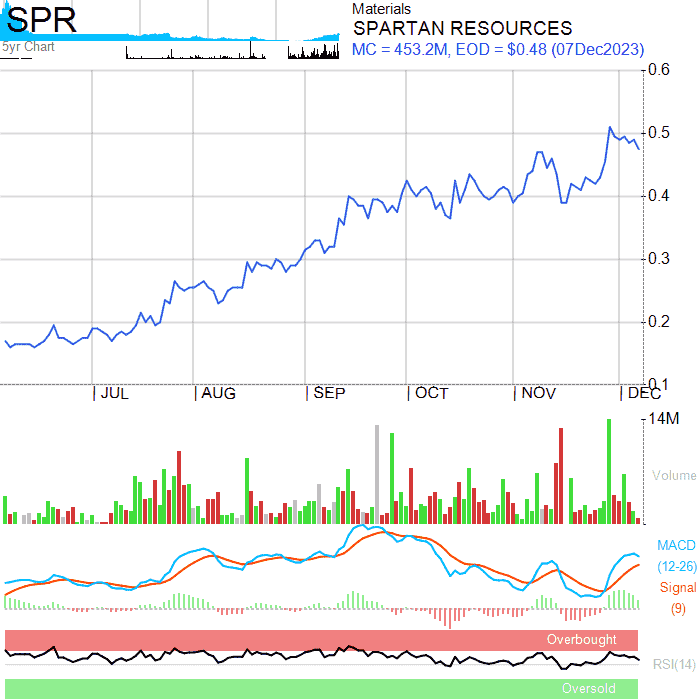 SPR
5yr Chart
Materials
SPARTAN RESOURCES
MC = 453.2M, EOD = $0.48 (07Dec2023)
0.6
0.5
0.4
0.3
0.2
0.1
JUL AUG SEP OCT NOV DEC
14M
Volume
MACD
(12-26)
Signal
(9)
Overbought
RSI(14)
Oversold